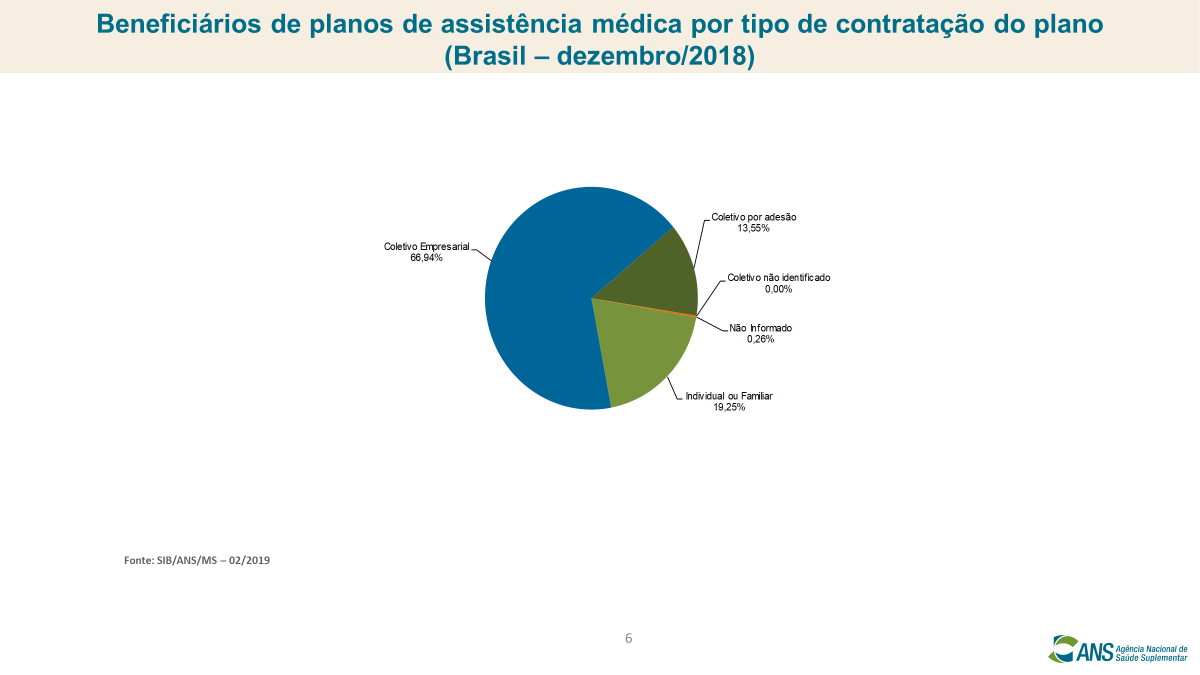 Beneficiários de planos de assistência médica por tipo de contratação do plano
(Brasil – dezembro/2018)
Coletivo por adesão
13,55%
Coletivo Empresarial
66,94%
Coletivo não identificado
0,00%
Não Informado
0,26%
Individual ou Familiar
19,25%
Fonte: SIB/ANS/MS – 02/2019
6
ANS Agência Nacional de
Saúde Suplementar